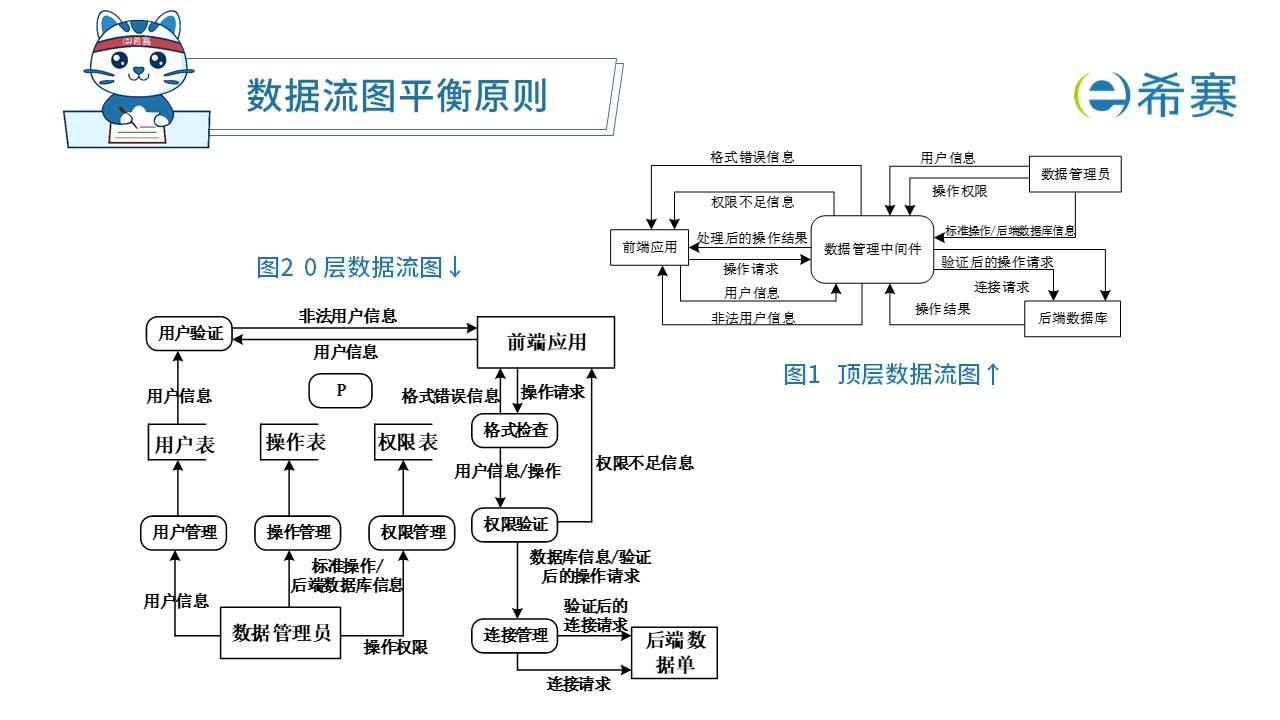 希赛
数据流图平衡原则
希赛
格式错误信息
用户信息
数据管理员
操作权限
权限不足信息
标准操作/后端数据库信息
处理后的操作结果
前端应用
数据管理中间件
操作请求
验证后的操作请求
用户信息
连接请求
操作结果
非法用户信息
后端数据库
图1 顶层数据流图↑
图2 0 层数据流图↓
非法用户信息
用户验证
前端应用
用户信息
P
用户信息
格式错误信息
操作请求
用户表
操作表
权限表
格式检查
用户信息/操作
权限不足信息
用户管理
操作管理
权限管理
权限验证
标准操作/
后端数据库信息
数据库信息/验证
后的操作请求
用户信息
数据管理员
操作权限
验证后的
连接请求
连接管理
后端数
据单
连接请求